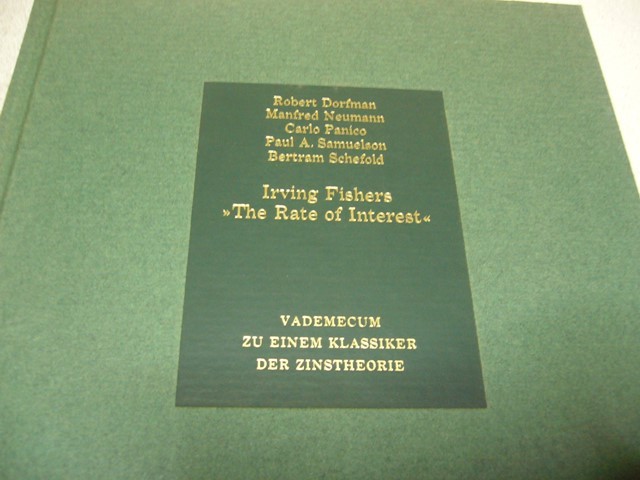 Robert Dorfman
Manfred Neumann
Carlo Panico
Paul A. Samuelson
Bertram Schefold
Irving Fishers
»The Rate of Interest«
VADEMECUM
ZU EINEM KLASSIKER
DER ZINSTHEORIE